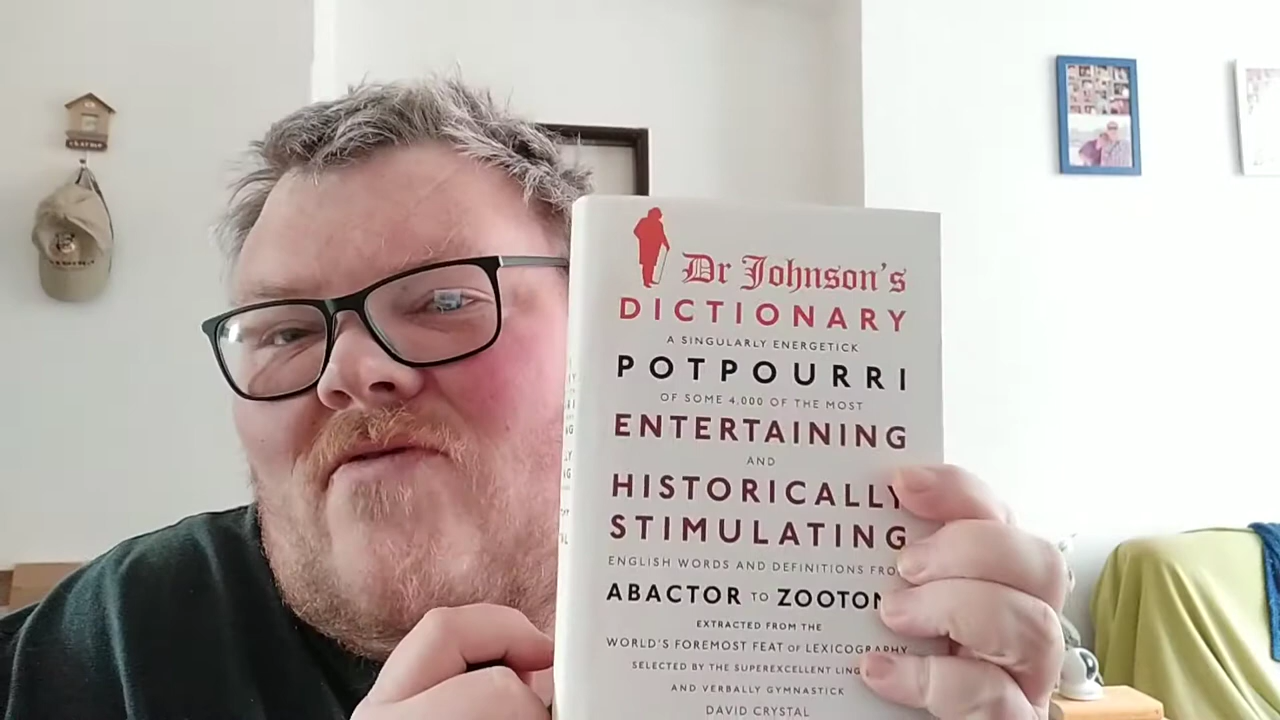 Dr Johnson's
DICTIONARY
A SINGULARLY ENERGETICK
POTPOURRI
OF SOME 4,000 OF THE MOST
ENTERTAINING
AND
HISTORICALLY
STIMULATING
ENGLISH WORDS AND DEFINITIONS
ABACTOR TO
EXTRACTED FROM THE
WORLD'S FOREMOST FEAT OF LEXICOGRAPHY
SELECTED BY THE SUPEREXCELLENT
AND VERBALLY GYMNASTICK
DAVID CRYSTAL